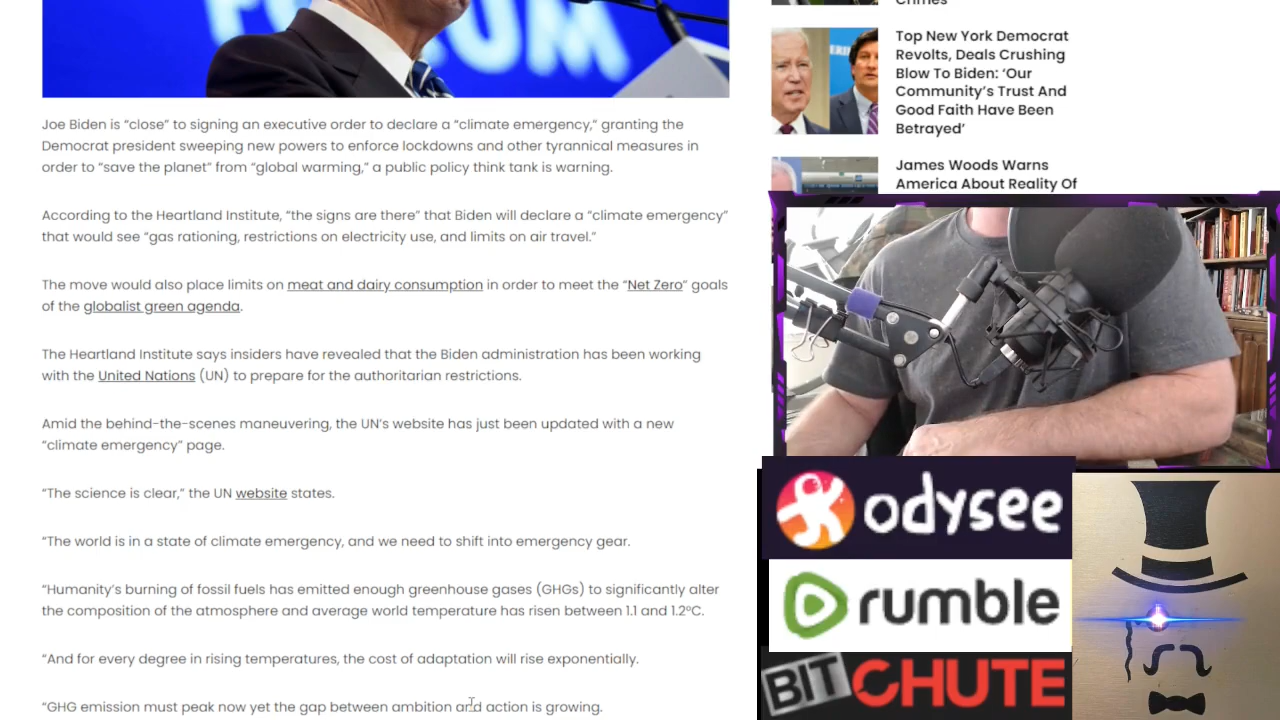 Joe Biden is “close” to signing an executive order to declare a “climate emergency,” granting the
Democrat president sweeping new powers to enforce lockdowns and other tyrannical measures in
order to “save the planet” from “global warming,” a public policy think tank is warning.
According to the Heartland Institute, “the signs are there” that Biden will declare a “climate emergency”
that would see “gas rationing, restrictions on electricity use, and limits on air travel.”
The move would also place limits on meat and dairy consumption in order to meet the “Net Zero” goals
of the globalist green agenda.
The Heartland Institute says insiders have revealed that the Biden administration has been working
with the United Nations (UN) to prepare for the authoritarian restrictions.
Amid the behind-the-scenes maneuvering, the UN’s website has just been updated with a new
“climate emergency” page.
“The science is clear,” the UN website states.
“The world is in a state of climate emergency, and we need to shift into emergency gear.
“Humanity’s burning of fossil fuels has emitted enough greenhouse gases (GHGs) to significantly alter
the composition of the atmosphere and average world temperature has risen between 1.1 and 1.2ºC.
“And for every degree in rising temperatures, the cost of adaptation will rise exponentially.
“GHG emission must peak now yet the gap between ambition and action is growing.
Crimes
Top New York Democrat
Revolts, Deals Crushing
Blow To Biden: ‘Our
Community’s Trust And
Good Faith Have Been
Betrayed’
James Woods Warns
America About Reality Of
odysee
rumble
BITCHUTE